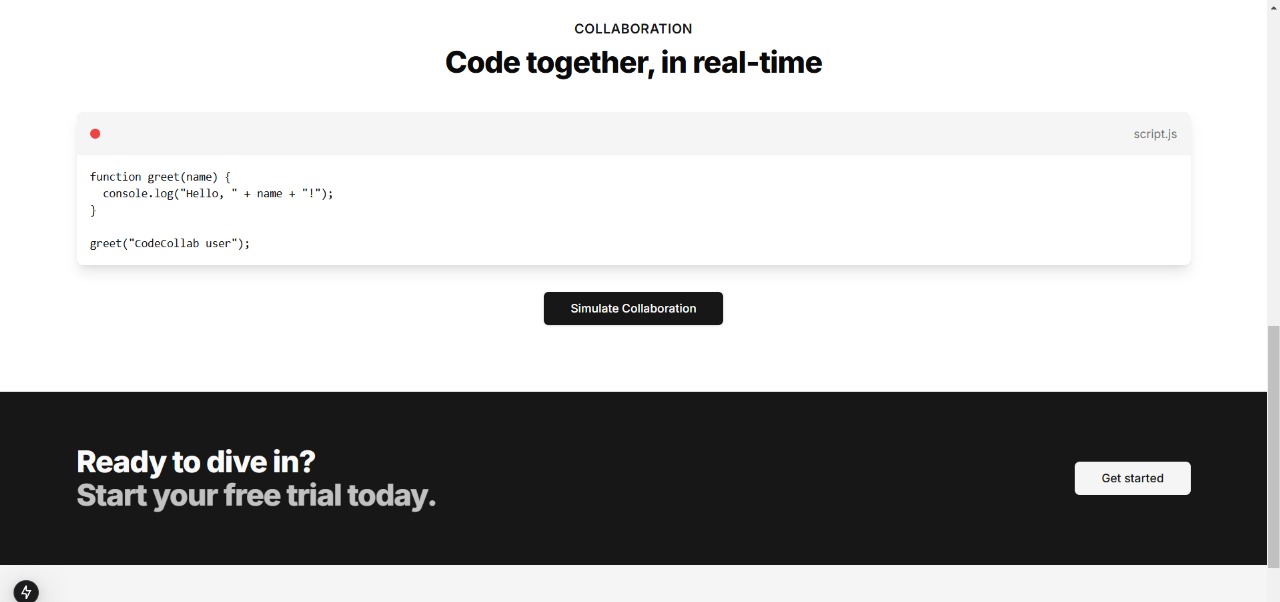 COLLABORATION
Code together, in real-time
script.js
function greet(name) {
  console.log("Hello, " + name + "!");
}
greet("CodeCollab user");
Simulate Collaboration
Ready to dive in?
Start your free trial today.
Get started